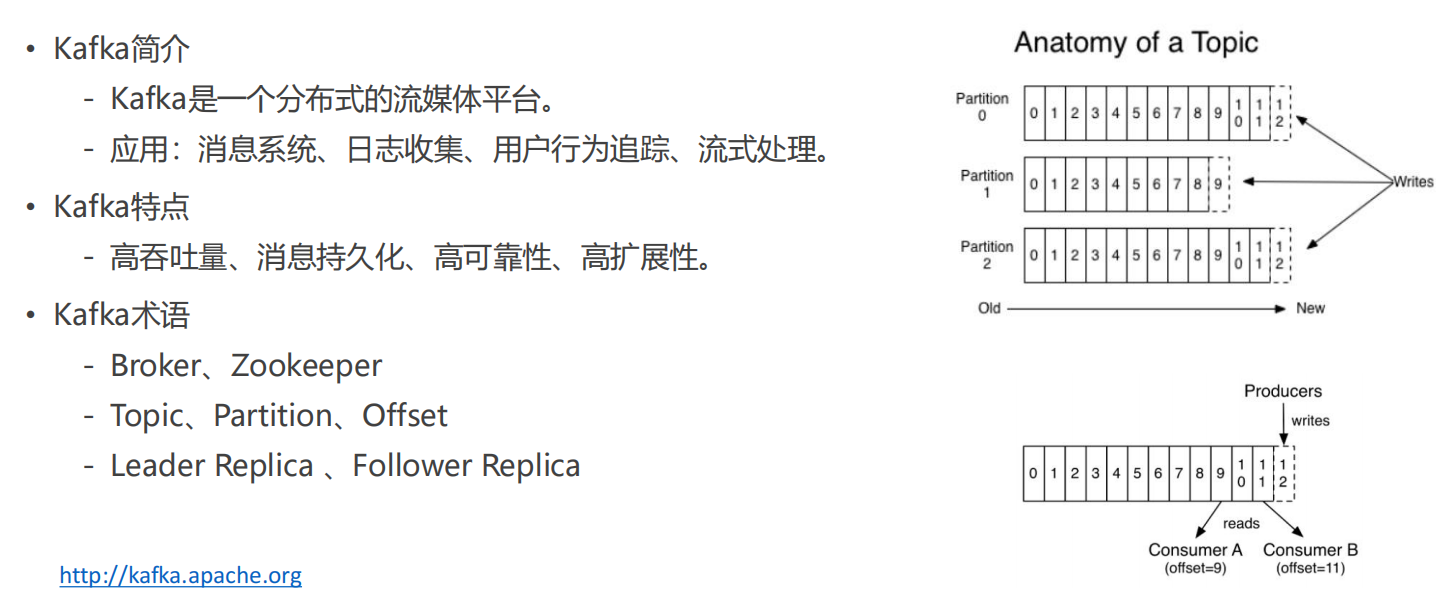 • Kafka简介
- Kafka是一个分布式的流媒体平台。
- 应用：消息系统、日志收集、用户行为追踪、流式处理。
• Kafka特点
- 高吞吐量、消息持久化、高可靠性、高扩展性。
• Kafka术语
- Broker、Zookeeper
- Topic、Partition、Offset
- Leader Replica 、Follower Replica
http://kafka.apache.org
Anatomy of a Topic
Partition 0
0 1 2 3 4 5 6 7 8 9 10 11 12
Partition 1
0 1 2 3 4 5 6 7 8 9
Writes
Partition 2
0 1 2 3 4 5 6 7 8 9 10 11 12
Old New
Producers
writes
0 1 2 3 4 5 6 7 8 9 10 11 12
reads
Consumer A Consumer B
(offset=9) (offset=11)